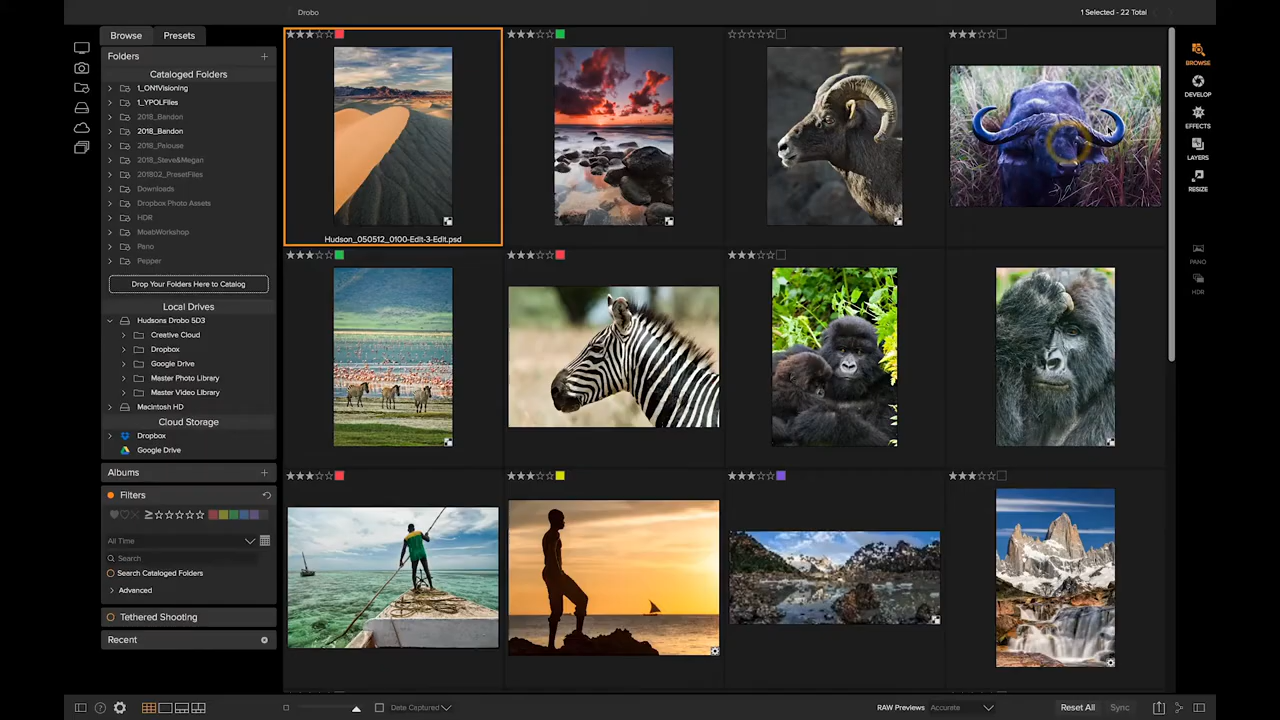 Drobo
1 Selected - 22 Total
Browse
Presets
Folders
Cataloged Folders
1_ON1Visioning
1_YPOLFiles
2018_Bandon
2018_Bandon
2018_Palouse
2018_Steve&Megan
201802_PresetFiles
Downloads
Dropbox Photo Assets
HDR
MoabWorkshop
Pano
Pepper
Drop Your Folders Here to Catalog
Local Drives
Hudsons Drobo 5D3
Creative Cloud
Dropbox
Google Drive
Master Photo Library
Master Video Library
Macintosh HD
Cloud Storage
Dropbox
Google Drive
Albums
Filters
All Time
Search
Search Cataloged Folders
Advanced
Tethered Shooting
Recent
Hudson_050512_0100-Edit-3-Edit.psd
BROWSE
DEVELOP
EFFECTS
LAYERS
RESIZE
PANO
HDR
Date Captured
RAW Previews
Accurate
Reset All
Sync